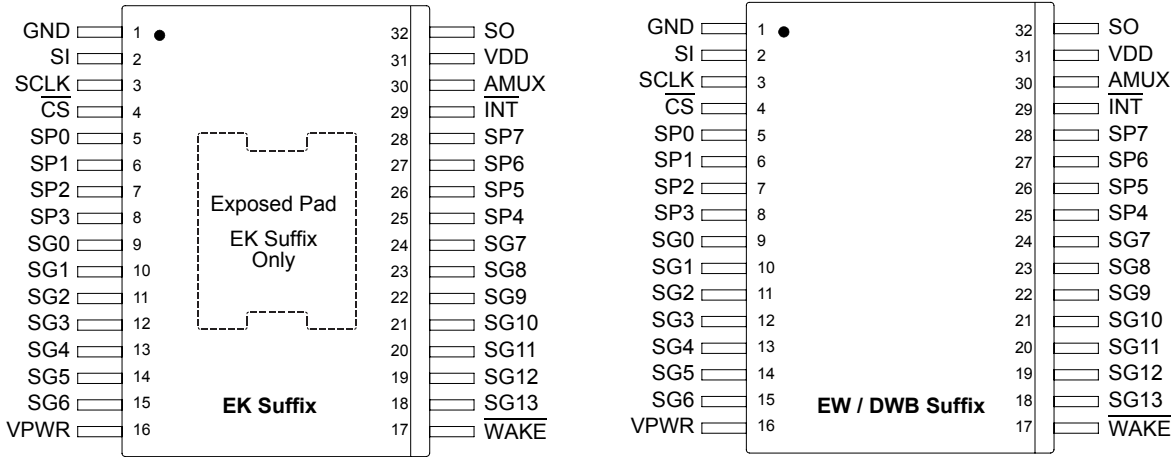 GND 1 32 SO
SI 2 31 VDD
SCLK 3 30 AMUX
CS 4 29 INT
SP0 5 28 SP7
SP1 6 27 SP6
SP2 7 26 SP5
SP3 8 25 SP4
SG0 9 24 SG7
SG1 10 23 SG8
SG2 11 22 SG9
SG3 12 21 SG10
SG4 13 20 SG11
SG5 14 19 SG12
SG6 15 18 SG13
VPWR 16 17 WAKE
Exposed Pad
EK Suffix
Only
EK Suffix
GND 1 32 SO
SI 2 31 VDD
SCLK 3 30 AMUX
CS 4 29 INT
SP0 5 28 SP7
SP1 6 27 SP6
SP2 7 26 SP5
SP3 8 25 SP4
SG0 9 24 SG7
SG1 10 23 SG8
SG2 11 22 SG9
SG3 12 21 SG10
SG4 13 20 SG11
SG5 14 19 SG12
SG6 15 18 SG13
VPWR 16 17 WAKE
EW / DWB Suffix